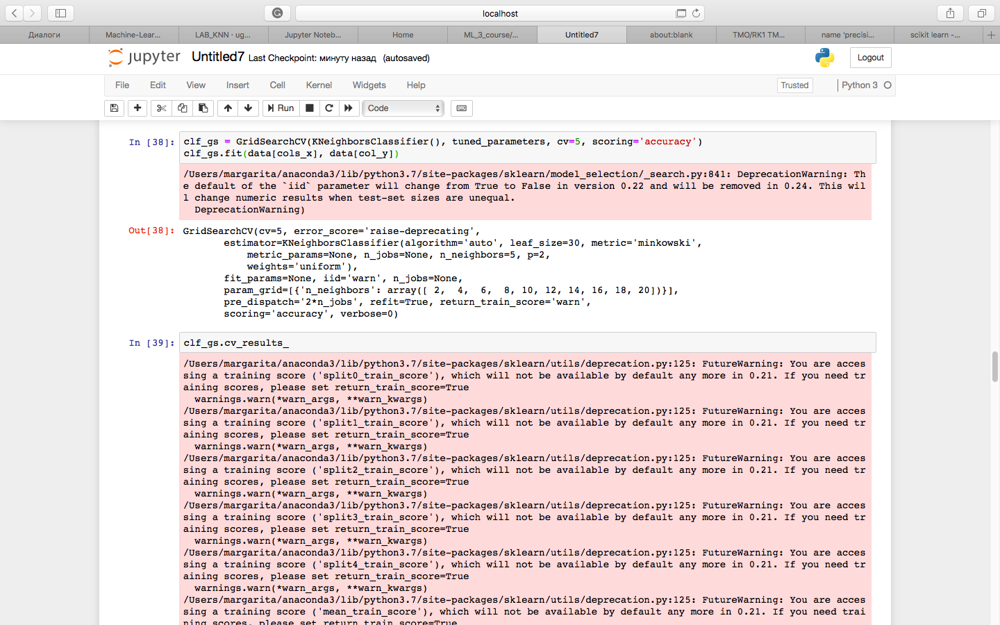 localhost
Диалоги
Machine-Lear...
LAB_KNN · ug...
Jupyter Noteb...
Home
ML_3_course/...
Untitled7
about:blank
TMO/RK1 TM...
name 'precisi...
scikit learn -...
jupyter Untitled7 Last Checkpoint: минуту назад (autosaved)
Logout
File Edit View Insert Cell Kernel Widgets Help
Trusted
Python 3
Run
Code
In [38]: clf_gs = GridSearchCV(KNeighborsClassifier(), tuned_parameters, cv=5, scoring='accuracy')
clf_gs.fit(data[cols_x], data[col_y])
/Users/margarita/anaconda3/lib/python3.7/site-packages/sklearn/model_selection/_search.py:841: DeprecationWarning: Th
e default of the `iid` parameter will change from True to False in version 0.22 and will be removed in 0.24. This wil
l change numeric results when test-set sizes are unequal.
DeprecationWarning)
Out[38]: GridSearchCV(cv=5, error_score='raise-deprecating',
estimator=KNeighborsClassifier(algorithm='auto', leaf_size=30, metric='minkowski',
metric_params=None, n_jobs=None, n_neighbors=5, p=2,
weights='uniform'),
fit_params=None, iid='warn', n_jobs=None,
param_grid=[{'n_neighbors': array([ 2,  4,  6,  8, 10, 12, 14, 16, 18, 20])}],
pre_dispatch='2*n_jobs', refit=True, return_train_score='warn',
scoring='accuracy', verbose=0)
In [39]: clf_gs.cv_results_
/Users/margarita/anaconda3/lib/python3.7/site-packages/sklearn/utils/deprecation.py:125: FutureWarning: You are acces
sing a training score ('split0_train_score'), which will not be available by default any more in 0.21. If you need tr
aining scores, please set return_train_score=True
warnings.warn(*warn_args, **warn_kwargs)
/Users/margarita/anaconda3/lib/python3.7/site-packages/sklearn/utils/deprecation.py:125: FutureWarning: You are acces
sing a training score ('split1_train_score'), which will not be available by default any more in 0.21. If you need tr
aining scores, please set return_train_score=True
warnings.warn(*warn_args, **warn_kwargs)
/Users/margarita/anaconda3/lib/python3.7/site-packages/sklearn/utils/deprecation.py:125: FutureWarning: You are acces
sing a training score ('split2_train_score'), which will not be available by default any more in 0.21. If you need tr
aining scores, please set return_train_score=True
warnings.warn(*warn_args, **warn_kwargs)
/Users/margarita/anaconda3/lib/python3.7/site-packages/sklearn/utils/deprecation.py:125: FutureWarning: You are acces
sing a training score ('split3_train_score'), which will not be available by default any more in 0.21. If you need tr
aining scores, please set return_train_score=True
warnings.warn(*warn_args, **warn_kwargs)
/Users/margarita/anaconda3/lib/python3.7/site-packages/sklearn/utils/deprecation.py:125: FutureWarning: You are acces
sing a training score ('split4_train_score'), which will not be available by default any more in 0.21. If you need tr
aining scores, please set return_train_score=True
warnings.warn(*warn_args, **warn_kwargs)
/Users/margarita/anaconda3/lib/python3.7/site-packages/sklearn/utils/deprecation.py:125: FutureWarning: You are acces
sing a training score ('mean_train_score'), which will not be available by default any more in 0.21. If you need trai
ning scores, please set return_train_score=True